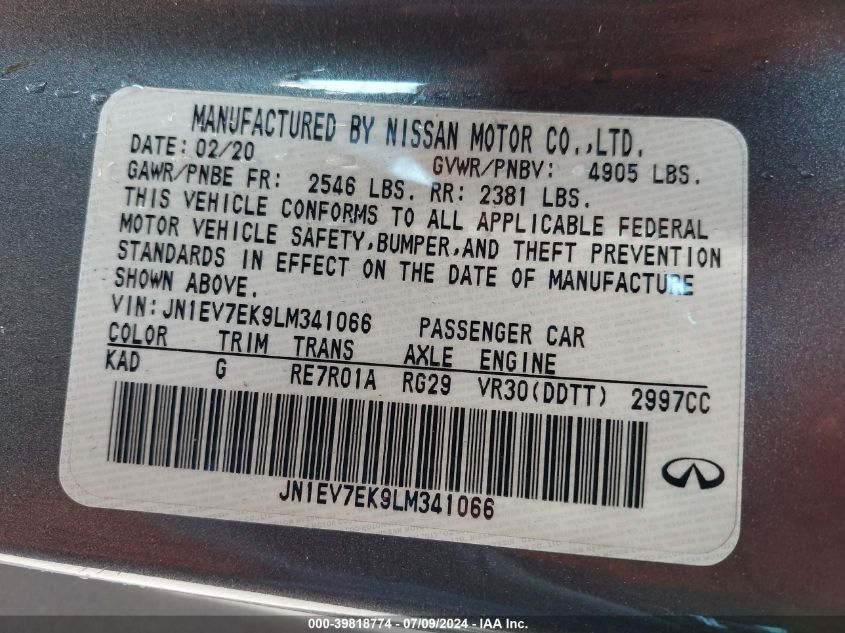 MANUFACTURED BY NISSAN MOTOR CO.,LTD.
DATE: 02/20 GVWR/PNBV: 4905 LBS.
GAWR/PNBE FR: 2546 LBS. RR: 2381 LBS.
THIS VEHICLE CONFORMS TO ALL APPLICABLE FEDERAL
MOTOR VEHICLE SAFETY,BUMPER,AND THEFT PREVENTION
STANDARDS IN EFFECT ON THE DATE OF MANUFACTURE
SHOWN ABOVE.
VIN:JN1EV7EK9LM341066 PASSENGER CAR
COLOR TRIM TRANS AXLE ENGINE
KAD G RE7R01A RG29 VR30(DDTT) 2997CC
JN1EV7EK9LM341066
000-39818774 - 07/09/2024 - IAA, Inc.